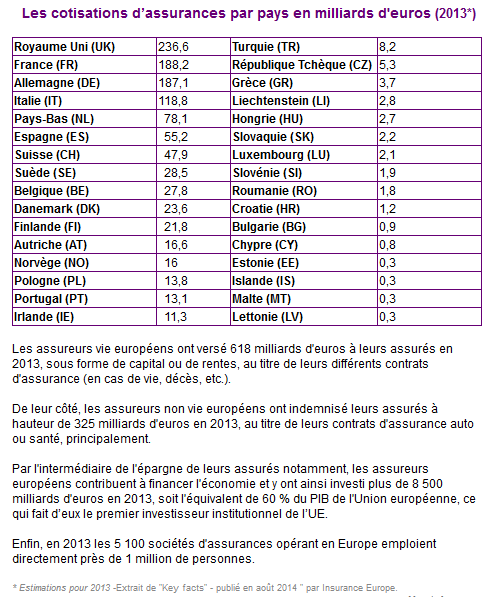 Les cotisations d'assurances par pays en milliards d'euros (2013*)
Royaume Uni (UK) 236,6 Turquie (TR) 8,2
France (FR) 188,2 République Tchèque (CZ) 5,3
Allemagne (DE) 187,1 Grèce (GR) 3,7
Italie (IT) 118,8 Liechtenstein (LI) 2,8
Pays-Bas (NL) 78,1 Hongrie (HU) 2,7
Espagne (ES) 55,2 Slovaquie (SK) 2,2
Suisse (CH) 47,9 Luxembourg (LU) 2,1
Suède (SE) 28,5 Slovénie (SI) 1,9
Belgique (BE) 27,8 Roumanie (RO) 1,8
Danemark (DK) 23,6 Croatie (HR) 1,2
Finlande (FI) 21,8 Bulgarie (BG) 0,9
Autriche (AT) 16,6 Chypre (CY) 0,8
Norvège (NO) 16 Estonie (EE) 0,3
Pologne (PL) 13,8 Islande (IS) 0,3
Portugal (PT) 13,1 Malte (MT) 0,3
Irlande (IE) 11,3 Lettonie (LV) 0,3
Les assureurs vie européens ont versé 618 milliards d'euros à leurs assurés en
2013, sous forme de capital ou de rentes, au titre de leurs différents contrats
d'assurance (en cas de vie, décès, etc.).
De leur côté, les assureurs non vie européens ont indemnisé leurs assurés à
hauteur de 325 milliards d'euros en 2013, au titre de leurs contrats d'assurance auto
ou santé, principalement.
Par l'intermédiaire de l'épargne de leurs assurés notamment, les assureurs
européens contribuent à financer l'économie et y ont ainsi investi plus de 8 500
milliards d'euros en 2013, soit l'équivalent de 60 % du PIB de l'Union européenne, ce
qui fait d'eux le premier investisseur institutionnel de l'UE.
Enfin, en 2013 les 5 100 sociétés d'assurances opérant en Europe emploient
directement près de 1 million de personnes.
* Estimations pour 2013 -Extrait de "Key facts" - publié en août 2014 " par Insurance Europe.